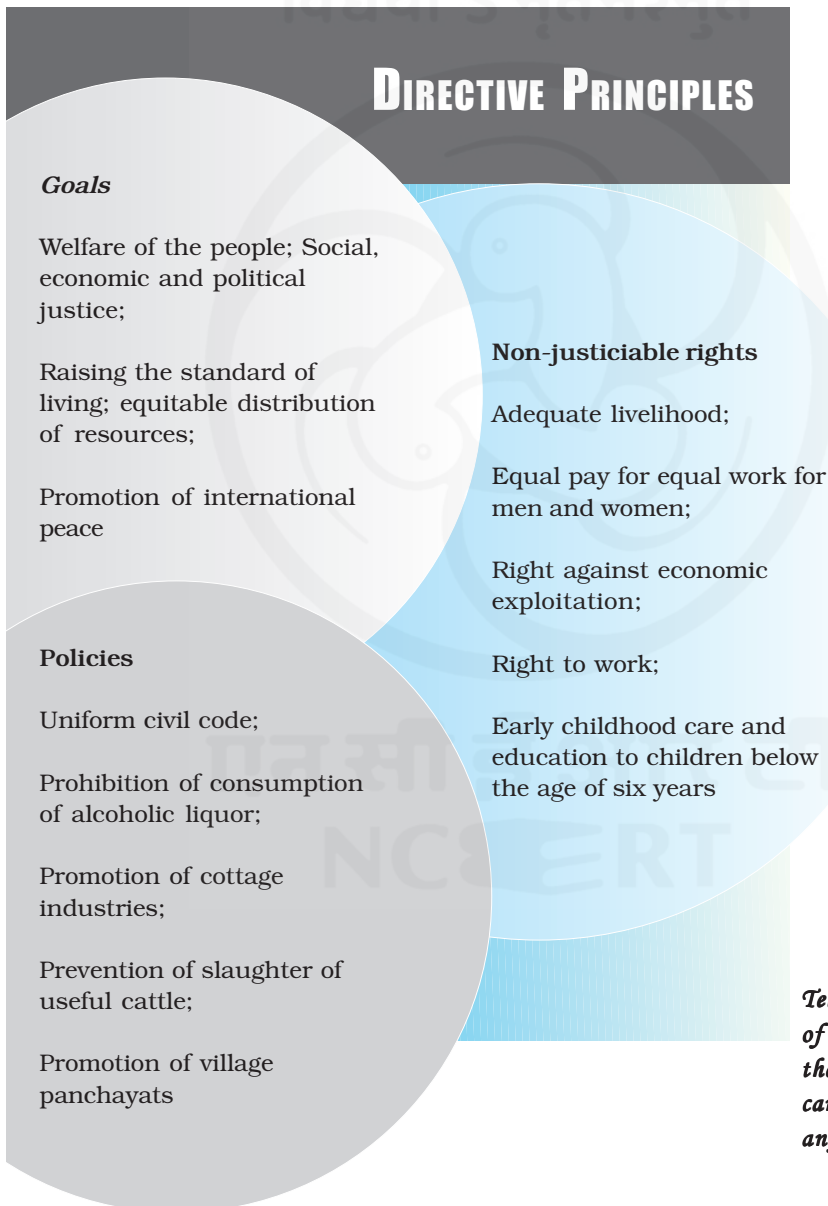 DIRECTIVE PRINCIPLES
Goals
Welfare of the people; Social,
economic and political
justice;
Raising the standard of
living; equitable distribution
of resources;
Promotion of international
peace
Non-justiciable rights
Adequate livelihood;
Equal pay for equal work for
men and women;
Right against economic
exploitation;
Right to work;
Early childhood care and
education to children below
the age of six years
Policies
Uniform civil code;
Prohibition of consumption
of alcoholic liquor;
Promotion of cottage
industries;
Prevention of slaughter of
useful cattle;
Promotion of village
panchayats
of
एन सी ई आर टी
NCERT